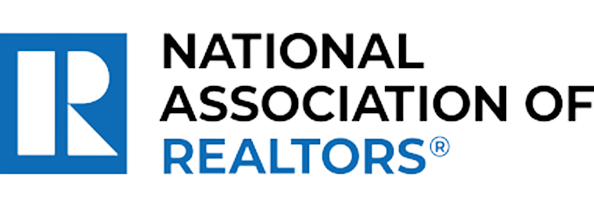 R
NATIONAL
ASSOCIATION OF
REALTORS®